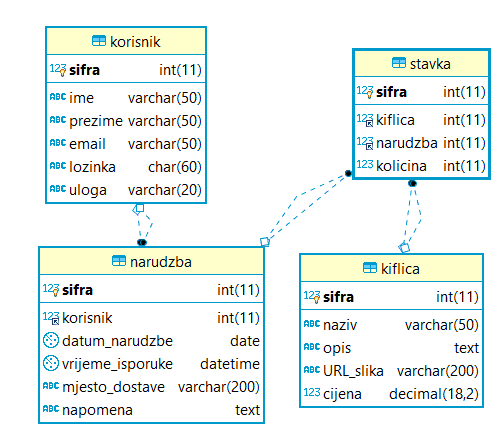 korisnik
123 sifra int(11)
ABC ime varchar(50)
ABC prezime varchar(50)
ABC email varchar(50)
ABC lozinka char(60)
ABC uloga varchar(20)
stavka
123 sifra int(11)
123 kiflica int(11)
123 narudzba int(11)
123 kolicina int(11)
narudzba
123 sifra int(11)
123 korisnik int(11)
datum_narudzbe date
vrijeme_isporuke datetime
ABC mjesto_dostave varchar(200)
ABC napomena text
kiflica
123 sifra int(11)
ABC naziv varchar(50)
ABC opis text
ABC URL_slika varchar(200)
123 cijena decimal(18,2)